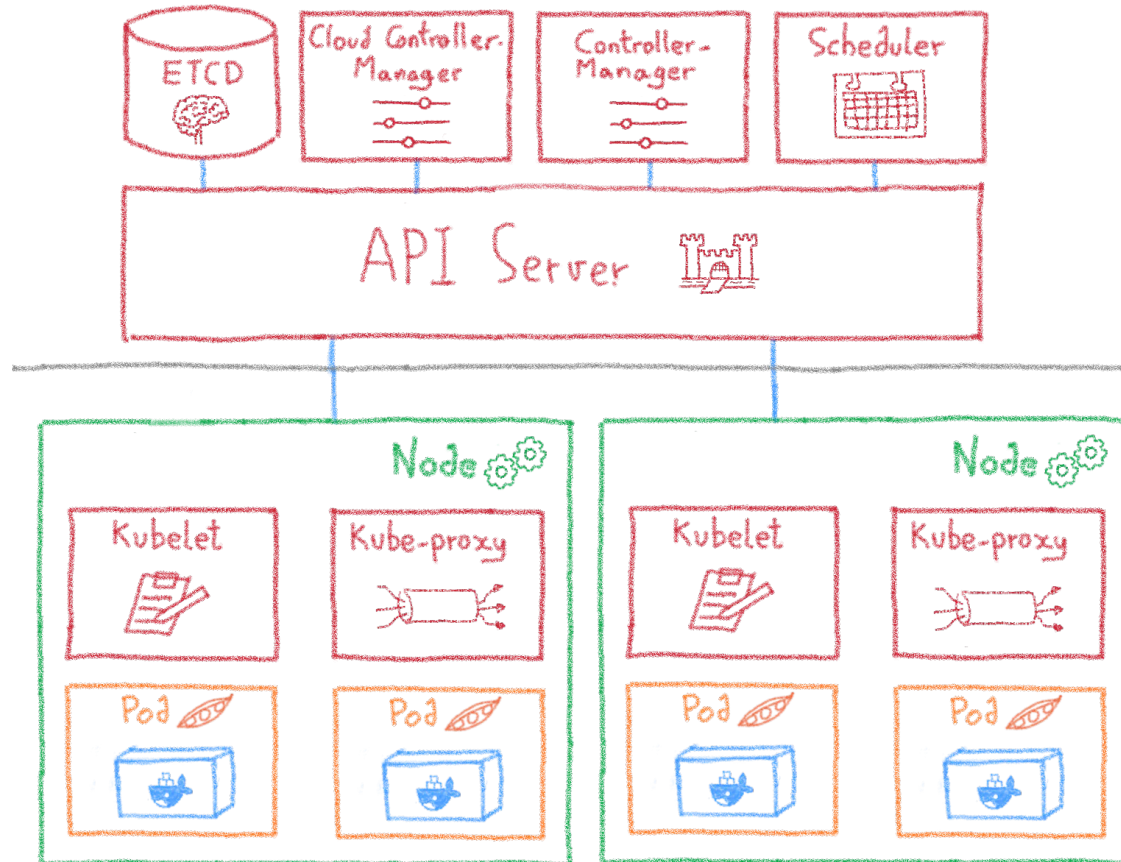 ETCD
Cloud Controller-
Manager
Controller-
Manager
Scheduler
API Server
Node
Kubelet
Kube-proxy
Pod
Pod
Node
Kubelet
Kube-proxy
Pod
Pod